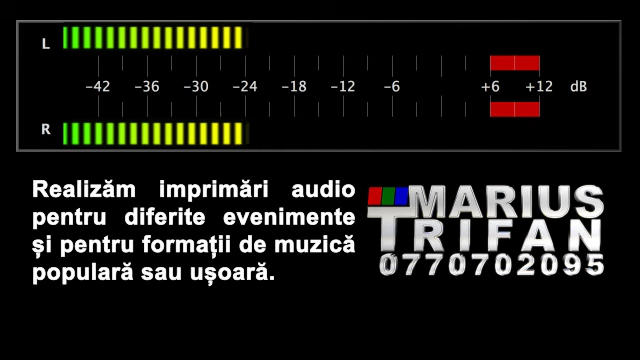 L
-42 -36 -30 -24 -18 -12 -6 +6 +12 dB
R
Realizăm imprimări audio
pentru diferite evenimente
și pentru formații de muzică
populară sau ușoară.
MARIUS
TRIFAN
0770702095